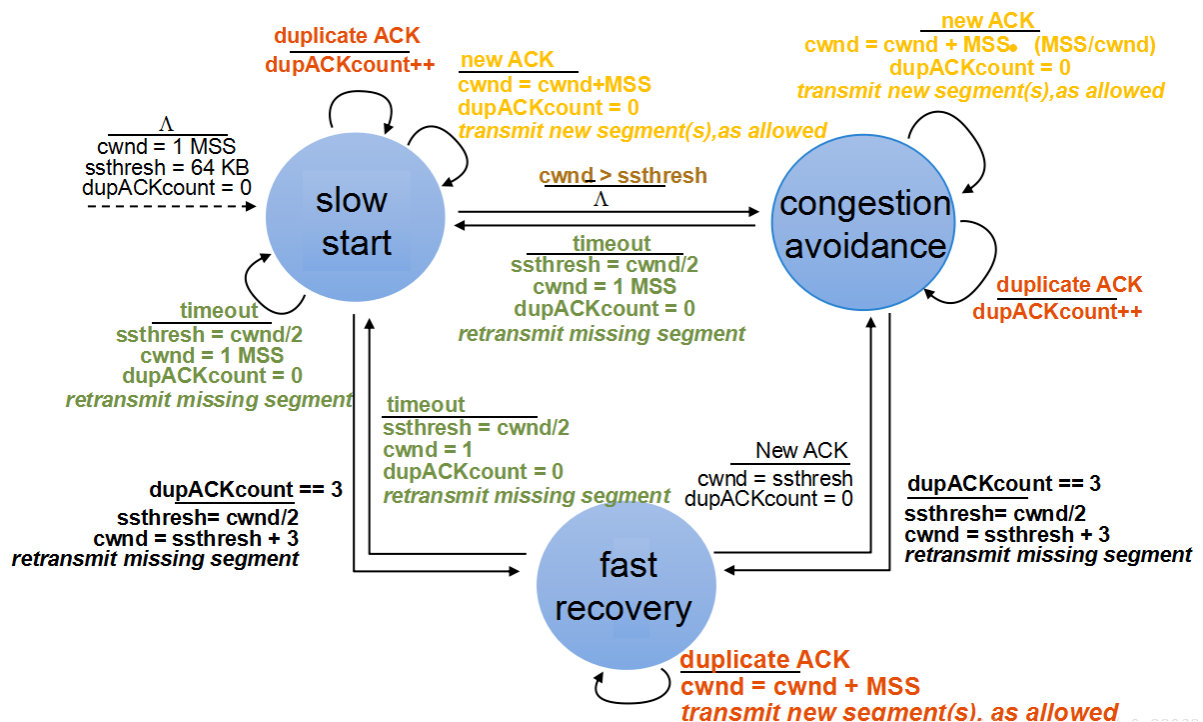 duplicate ACK
dupACKcount++
new ACK
cwnd = cwnd+MSS
dupACKcount = 0
transmit new segment(s),as allowed
new ACK
cwnd = cwnd + MSS• (MSS/cwnd)
dupACKcount = 0
transmit new segment(s),as allowed
Λ
cwnd = 1 MSS
ssthresh = 64 KB
dupACKcount = 0
slow
start
cwnd > ssthresh
Λ
congestion
avoidance
timeout
ssthresh = cwnd/2
cwnd = 1 MSS
dupACKcount = 0
retransmit missing segment
duplicate ACK
dupACKcount++
timeout
ssthresh = cwnd/2
cwnd = 1 MSS
dupACKcount = 0
retransmit missing segment
timeout
ssthresh = cwnd/2
cwnd = 1
dupACKcount = 0
retransmit missing segment
New ACK
cwnd = ssthresh
dupACKcount = 0
dupACKcount == 3
ssthresh= cwnd/2
cwnd = ssthresh + 3
retransmit missing segment
dupACKcount == 3
ssthresh= cwnd/2
cwnd = ssthresh + 3
retransmit missing segment
fast
recovery
duplicate ACK
cwnd = cwnd + MSS
transmit new segment(s), as allowed